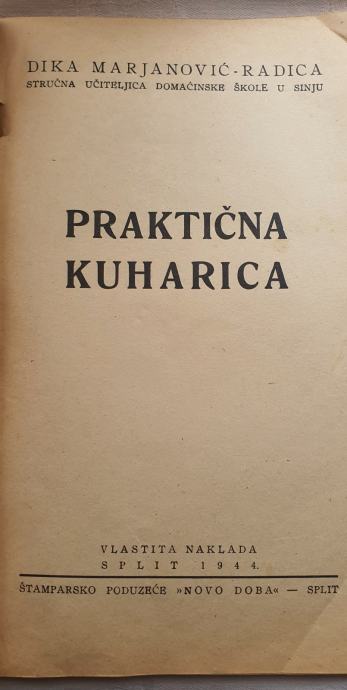 DIKA MARJANOVIĆ-RADICA
STRUČNA UČITELJICA DOMAĆINSKE ŠKOLE U SINJU
PRAKTIČNA
KUHARICA
VLASTITA NAKLADA
SPLIT 1944.
ŠTAMPARSKO PODUZEĆE »NOVO DOBA« — SPLIT